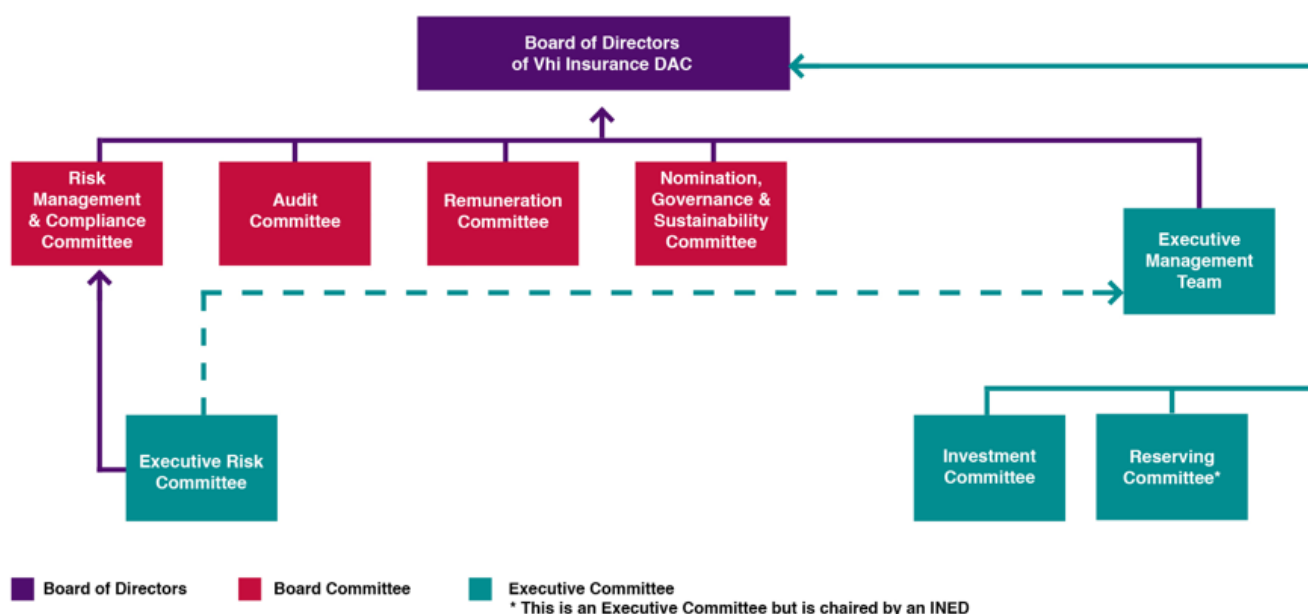 Board of Directors
of Vhi Insurance DAC
Risk
Management
& Compliance
Committee
Audit
Committee
Remuneration
Committee
Nomination,
Governance &
Sustainability
Committee
Executive
Management
Team
Executive Risk
Committee
Investment
Committee
Reserving
Committee*
Board of Directors
Board Committee
Executive Committee
* This is an Executive Committee but is chaired by an INED